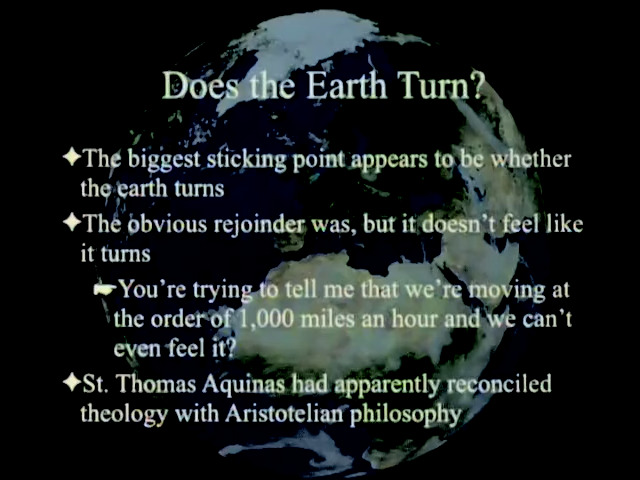 Does the Earth Turn?
The biggest sticking point appears to be whether
the earth turns
The obvious rejoinder was, but it doesn't feel like
it turns
You're trying to tell me that we're moving at
the order of 1,000 miles an hour and we can't
even feel it?
St. Thomas Aquinas had apparently reconciled
theology with Aristotelian philosophy